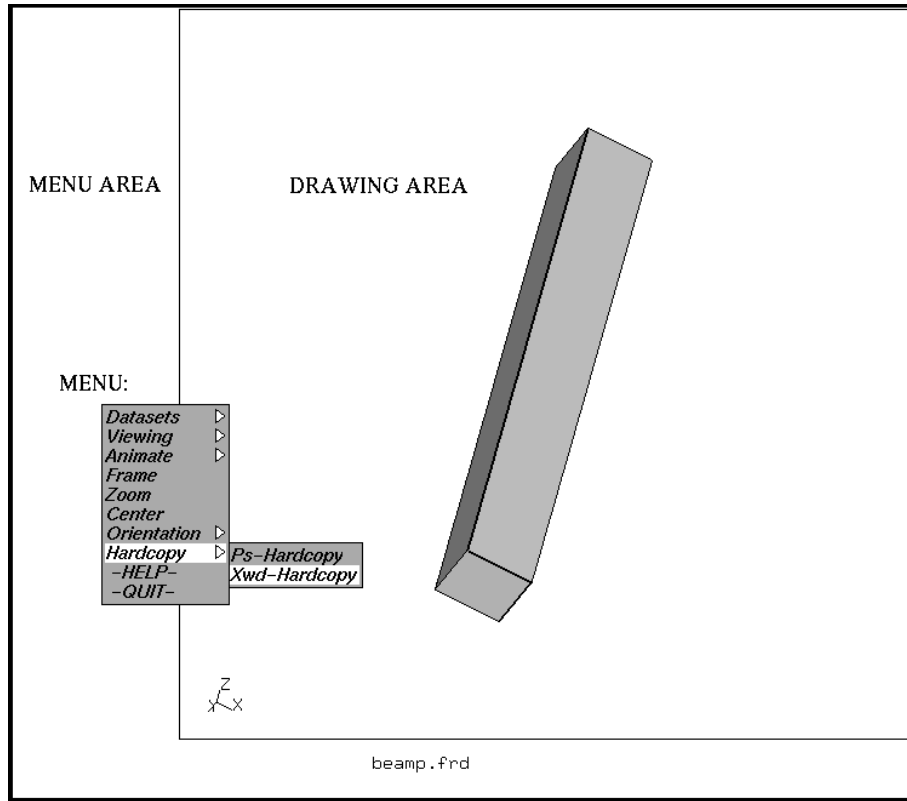 MENU AREA
DRAWING AREA
MENU:
Datasets
Viewing
Animate
Frame
Zoom
Center
Orientation
Hardcopy
Ps-Hardcopy
Xwd-Hardcopy
-HELP-
-QUIT-
Z
Y
X
beamp.frd